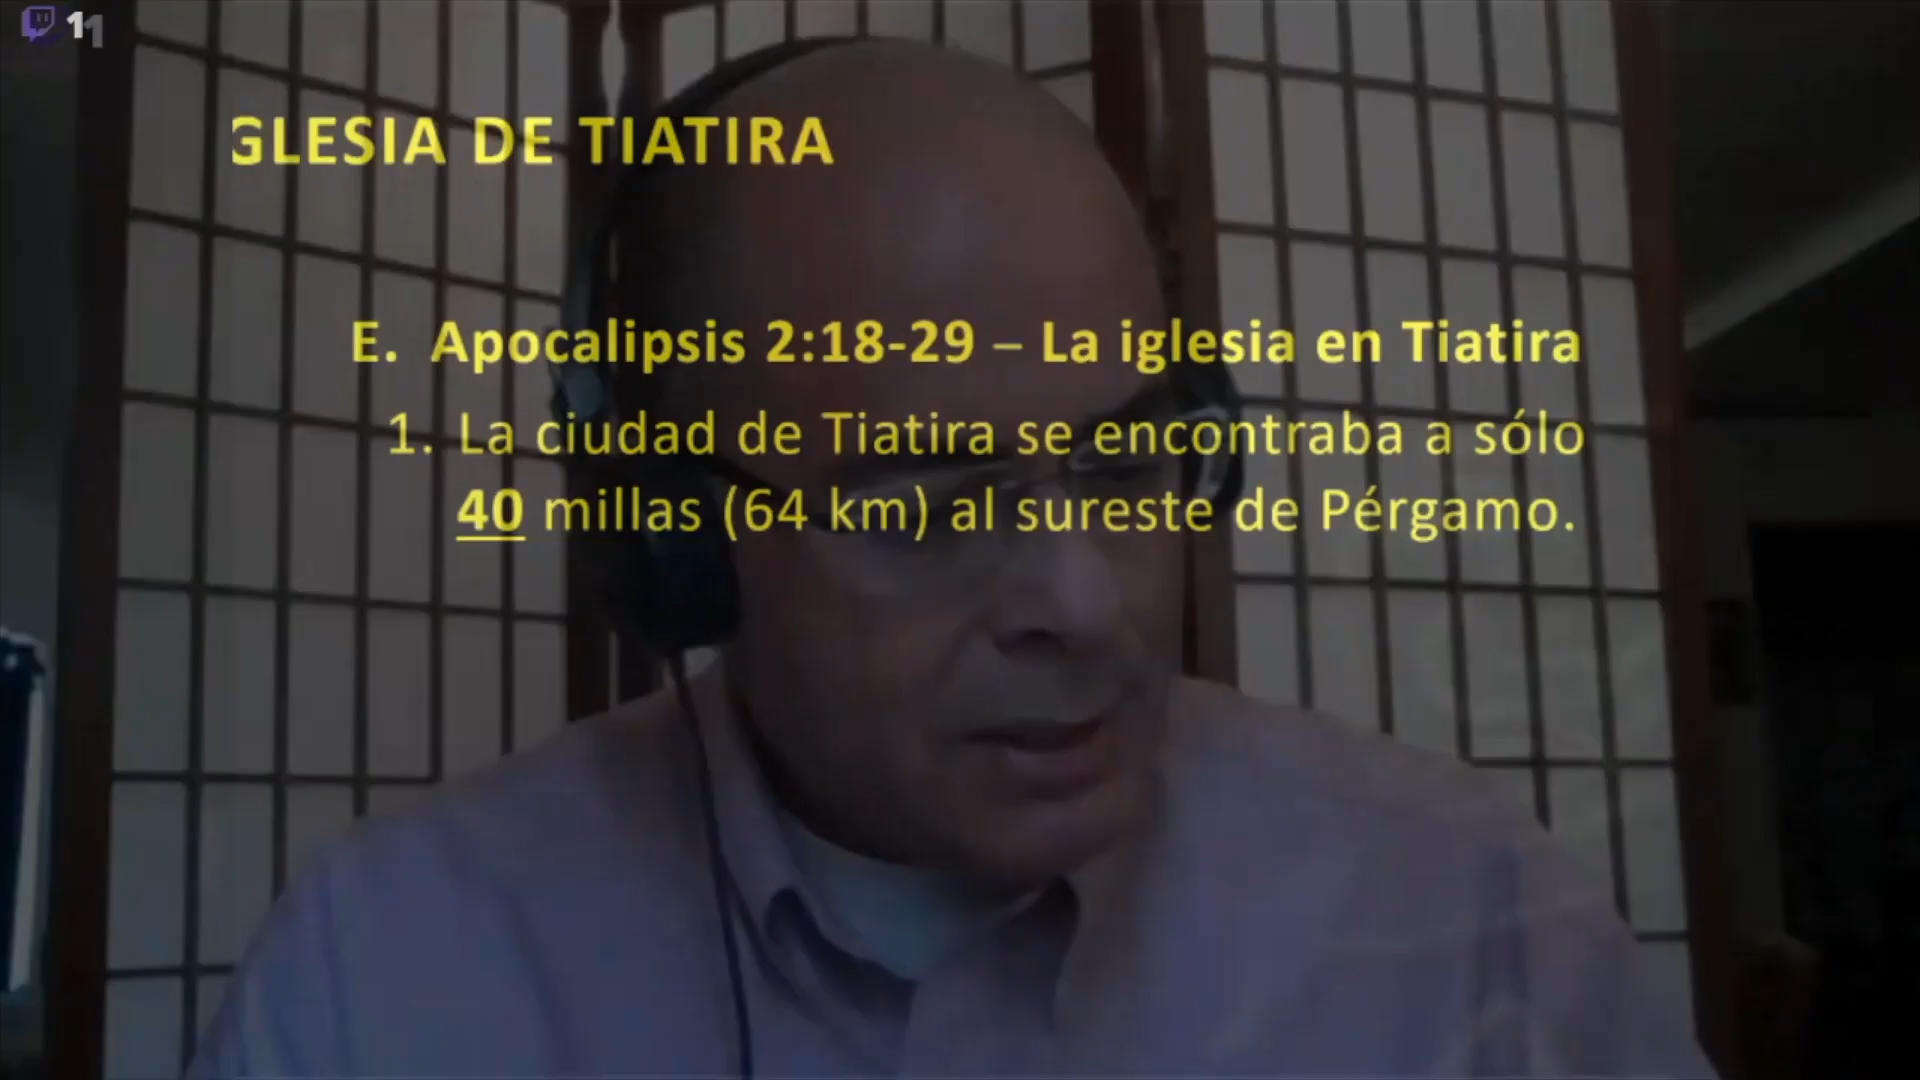 11
GLESIA DE TIATIRA
E. Apocalipsis 2:18-29 – La iglesia en Tiatira
1. La ciudad de Tiatira se encontraba a sólo
40 millas (64 km) al sureste de Pérgamo.